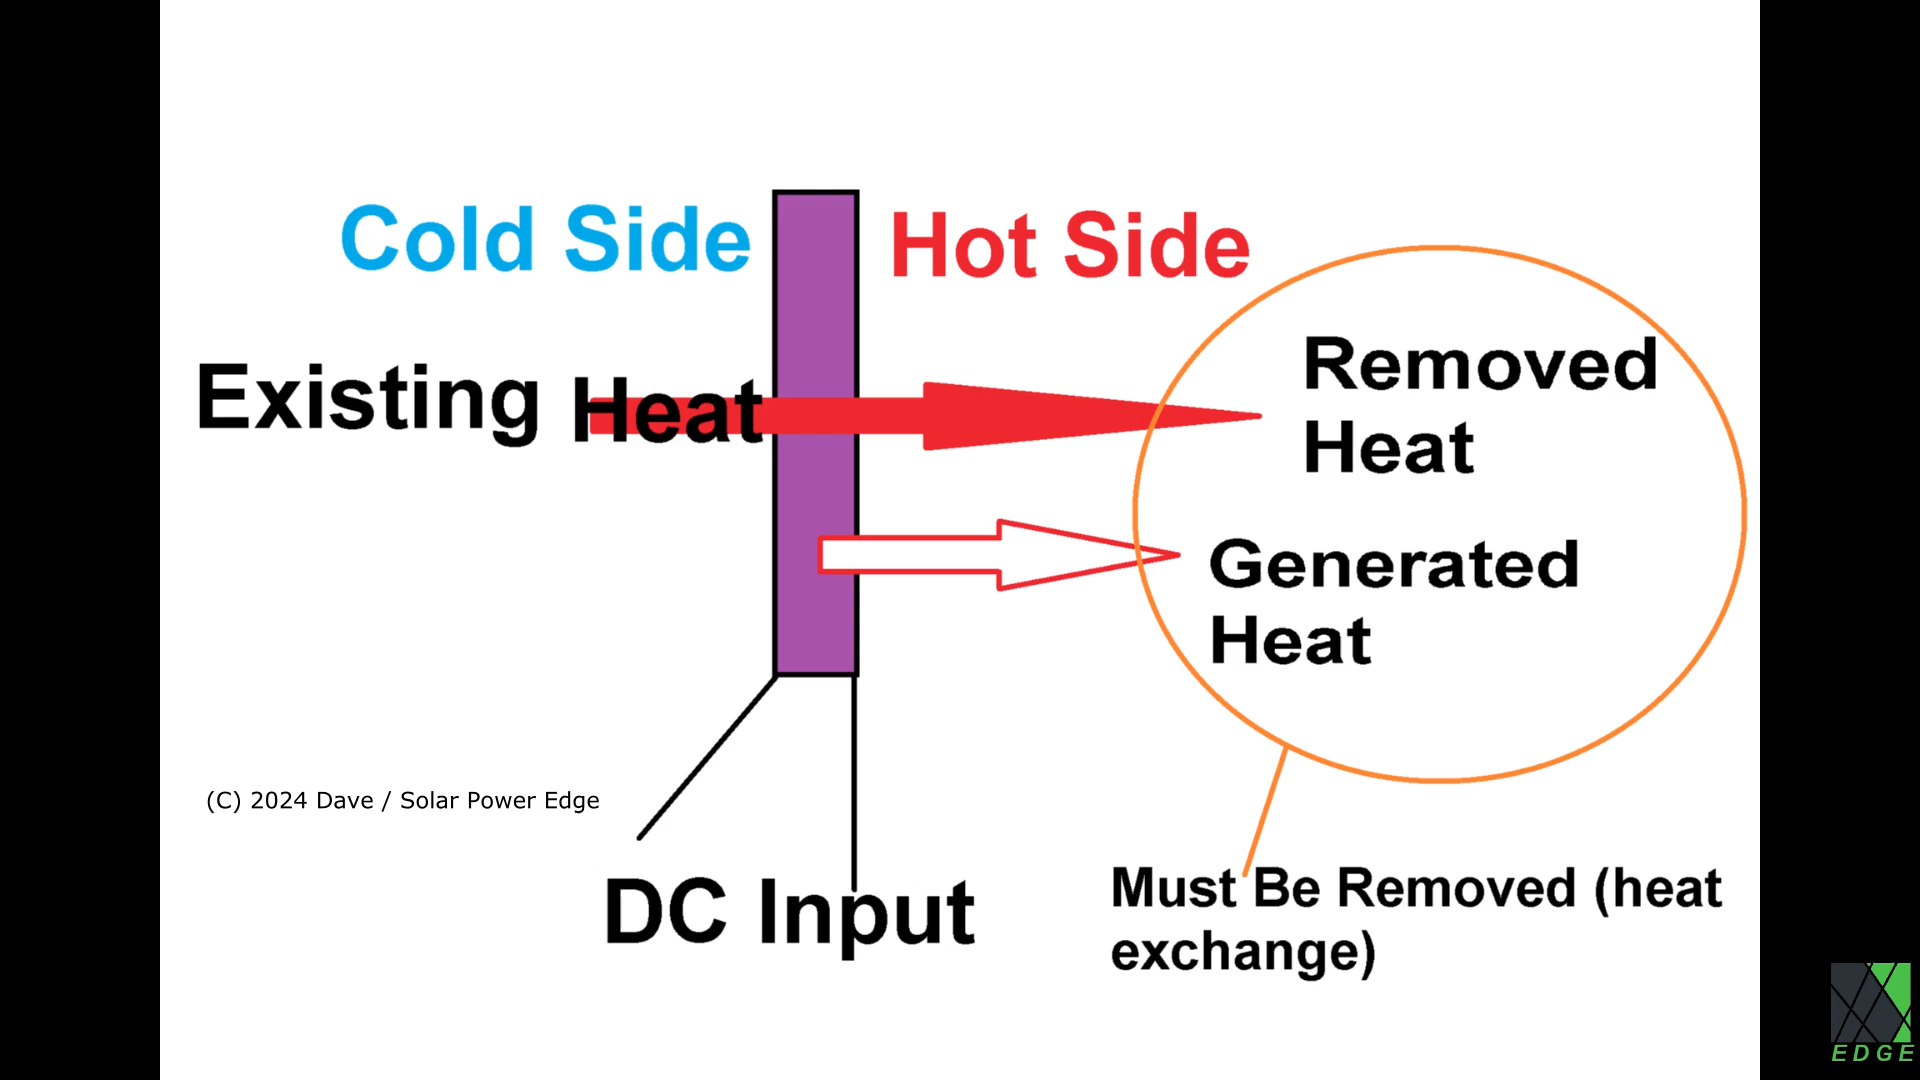 Cold Side
Hot Side
Existing Heat
Removed
Heat
Generated
Heat
(C) 2024 Dave / Solar Power Edge
DC Input
Must Be Removed (heat
exchange)
EDGE